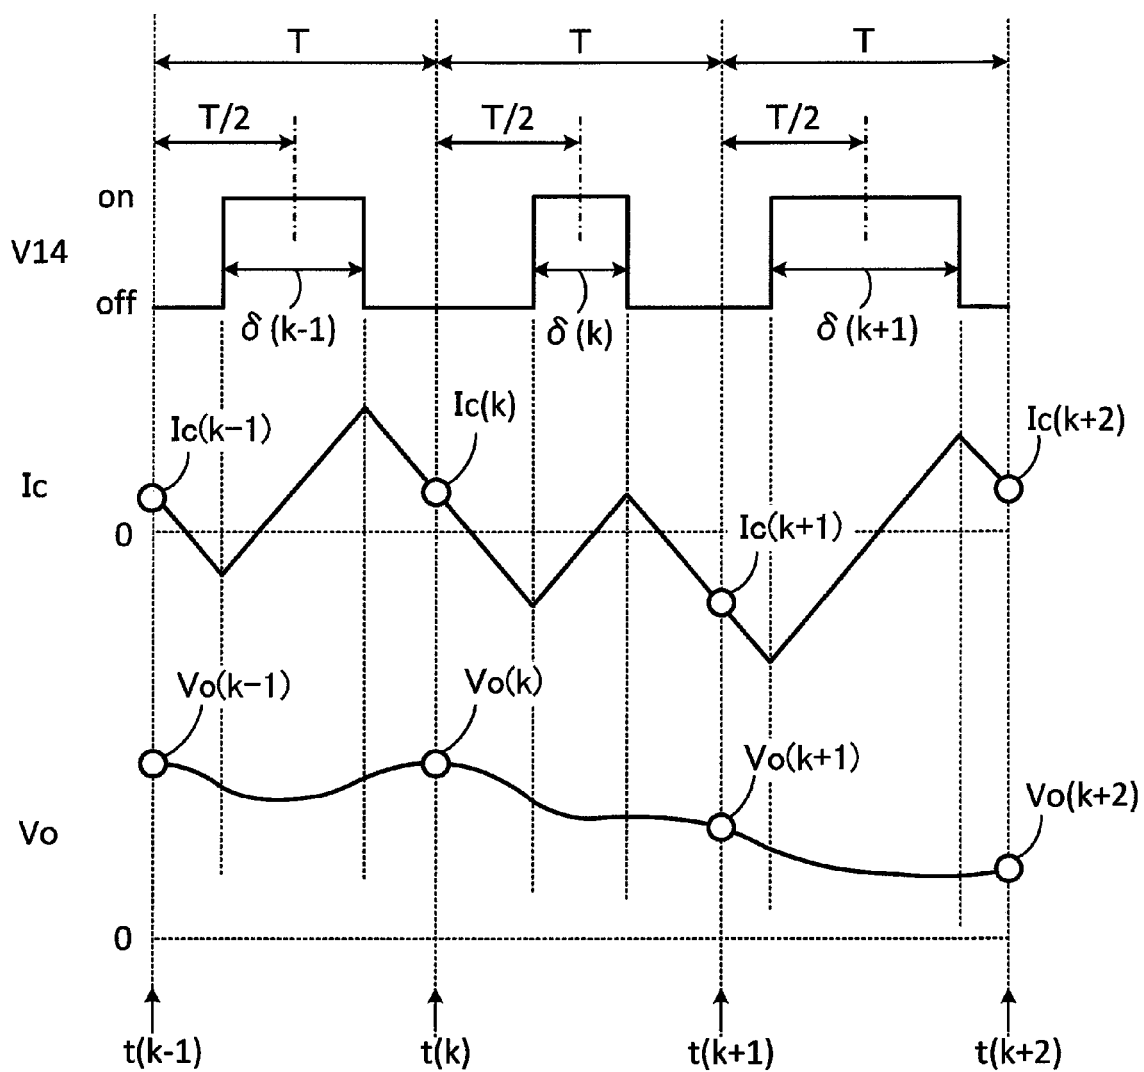 T T T
T/2 T/2 T/2
on
V14
off
δ(k-1) δ(k) δ(k+1)
Ic(k-1) Ic(k) Ic(k+2)
Ic
0
Ic(k+1)
Vo(k-1) Vo(k)
Vo(k+1)
Vo(k+2)
Vo
0
t(k-1) t(k) t(k+1) t(k+2)